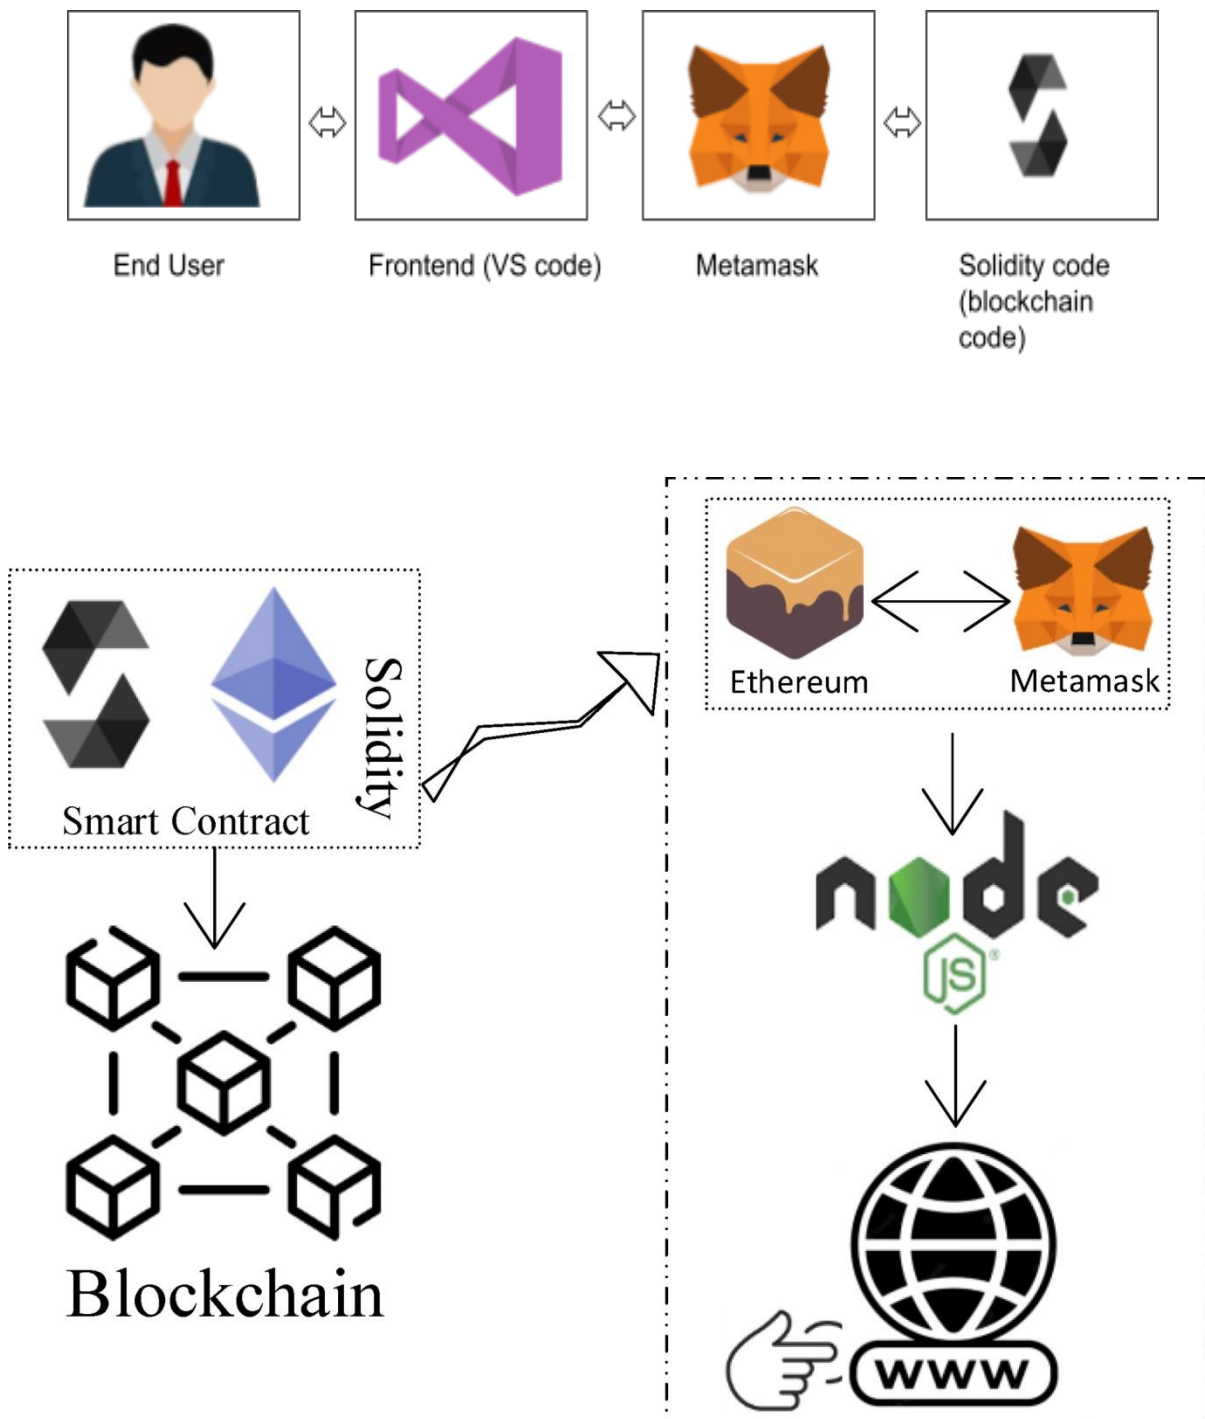 End User
Frontend (VS code)
Metamask
Solidity code
(blockchain
code)
Ethereum
Metamask
Solidity
Smart Contract
node
JS®
Blockchain
WWW